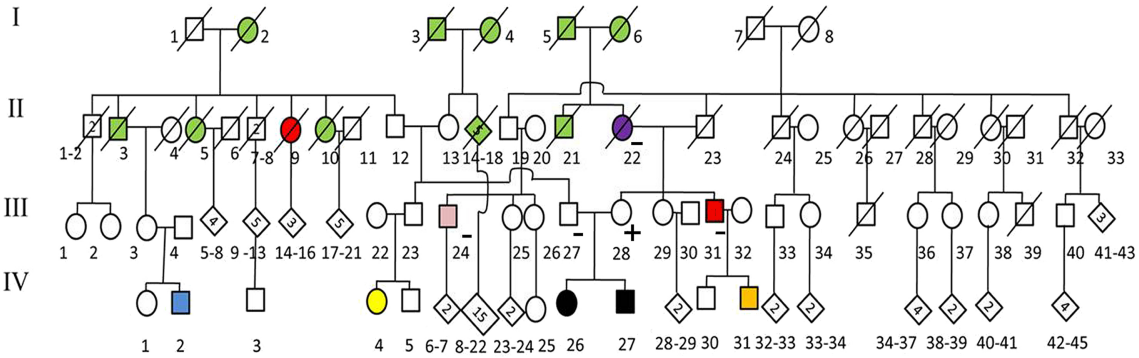 I
1 2 3 4 5 6 7 8
II
2 2 5
1-2 3 4 5 6 7-8 9 10 11 12 13 14-18 19 20 21 22 23 24 25 26 27 28 29 30 31 32 33
III
4 5 3 5 3
1 2 3 4 5-8 9 -13 14-16 17-21 22 23 24 25 26 27 28 29 30 31 32 33 34 35 36 37 38 39 40 41-43
- - + -
IV
2 15 2 2 2 2 4 2 2 4
1 2 3 4 5 6-7 8-22 23-24 25 26 27 28-29 30 31 32-33 33-34 34-37 38-39 40-41 42-45